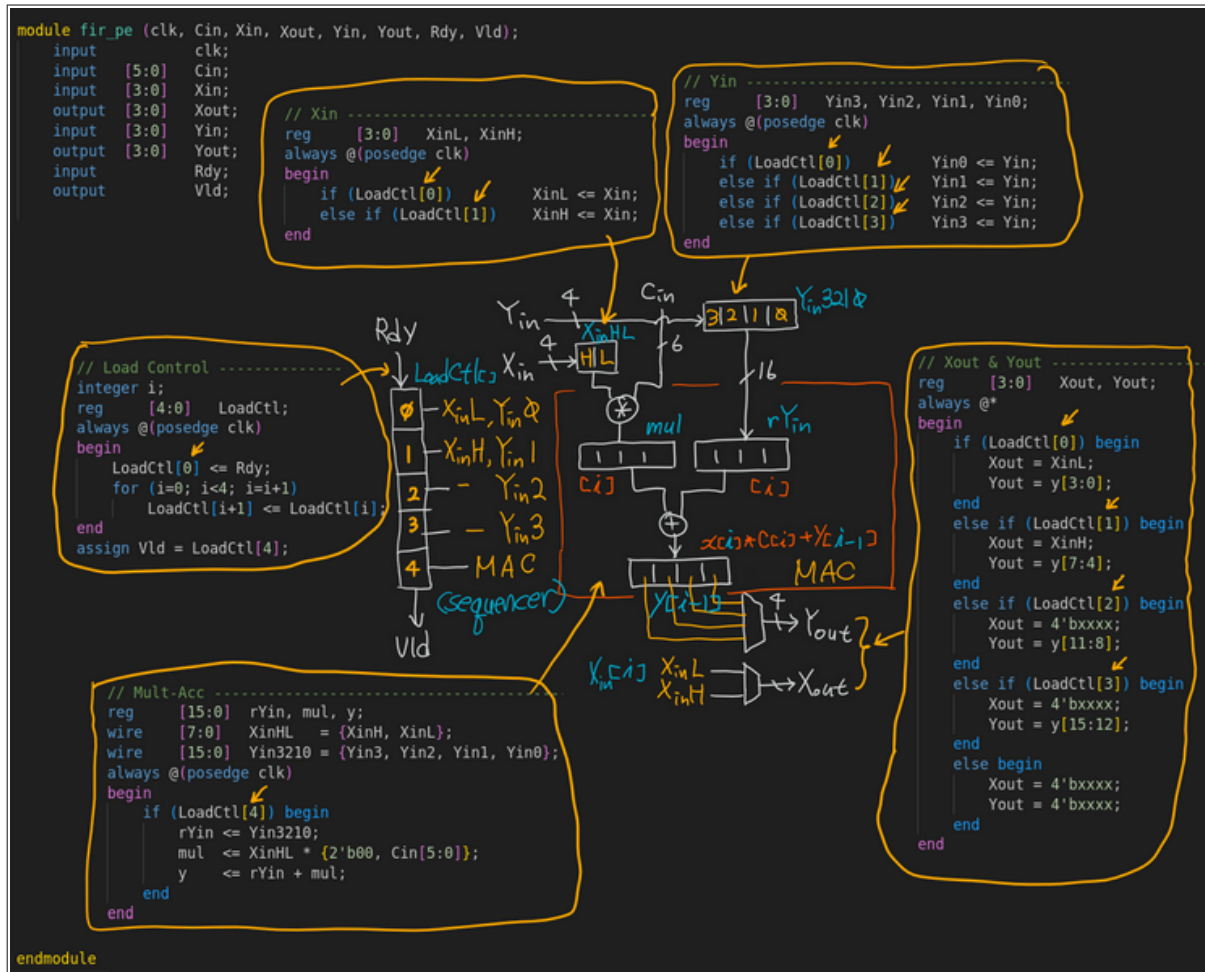 module fir_pe (clk, Cin, Xin, Xout, Yin, Yout, Rdy, Vld);
input clk;
input [5:0] Cin;
input [3:0] Xin;
output [3:0] Xout;
input [3:0] Yin;
output [3:0] Yout;
input Rdy;
output Vld;
// Xin ----------------------------------
reg [3:0] XinL, XinH;
always @(posedge clk)
begin
if (LoadCtl[0]) XinL <= Xin;
else if (LoadCtl[1]) XinH <= Xin;
end
// Yin ------------------------------------
reg [3:0] Yin3, Yin2, Yin1, Yin0;
always @(posedge clk)
begin
if (LoadCtl[0]) Yin0 <= Yin;
else if (LoadCtl[1]) Yin1 <= Yin;
else if (LoadCtl[2]) Yin2 <= Yin;
else if (LoadCtl[3]) Yin3 <= Yin;
end
// Load Control --------------
integer i;
reg [4:0] LoadCtl;
always @(posedge clk)
begin
LoadCtl[0] <= Rdy;
for (i=0; i<4; i=i+1)
LoadCtl[i+1] <= LoadCtl[i];
end
assign Vld = LoadCtl[4];
Rdy
LoadCtl[]
0 XinL, Yin0
1 XinH, Yin1
2 - Yin2
3 - Yin3
4 MAC
(sequencer)
Vld
Yin 4
Cin
3|2|1|0 Yin3210
XinHL
Xin 4
H|L
6
16
*
mul
rYin
[i]
[i]
+
x[i]*C[i]+Y[i-1]
MAC
Y[i-1]
4
Yout
Xin[i]
XinL
XinH
Xout
// Xout & Yout -----------------
reg [3:0] Xout, Yout;
always @*
begin
if (LoadCtl[0]) begin
Xout = XinL;
Yout = y[3:0];
end
else if (LoadCtl[1]) begin
Xout = XinH;
Yout = y[7:4];
end
else if (LoadCtl[2]) begin
Xout = 4'bxxxx;
Yout = y[11:8];
end
else if (LoadCtl[3]) begin
Xout = 4'bxxxx;
Yout = y[15:12];
end
else begin
Xout = 4'bxxxx;
Yout = 4'bxxxx;
end
end
// Mult-Acc ---------------------------------------
reg [15:0] rYin, mul, y;
wire [7:0] XinHL = {XinH, XinL};
wire [15:0] Yin3210 = {Yin3, Yin2, Yin1, Yin0};
always @(posedge clk)
begin
if (LoadCtl[4]) begin
rYin <= Yin3210;
mul <= XinHL * {2'b00, Cin[5:0]};
y <= rYin + mul;
end
end
endmodule